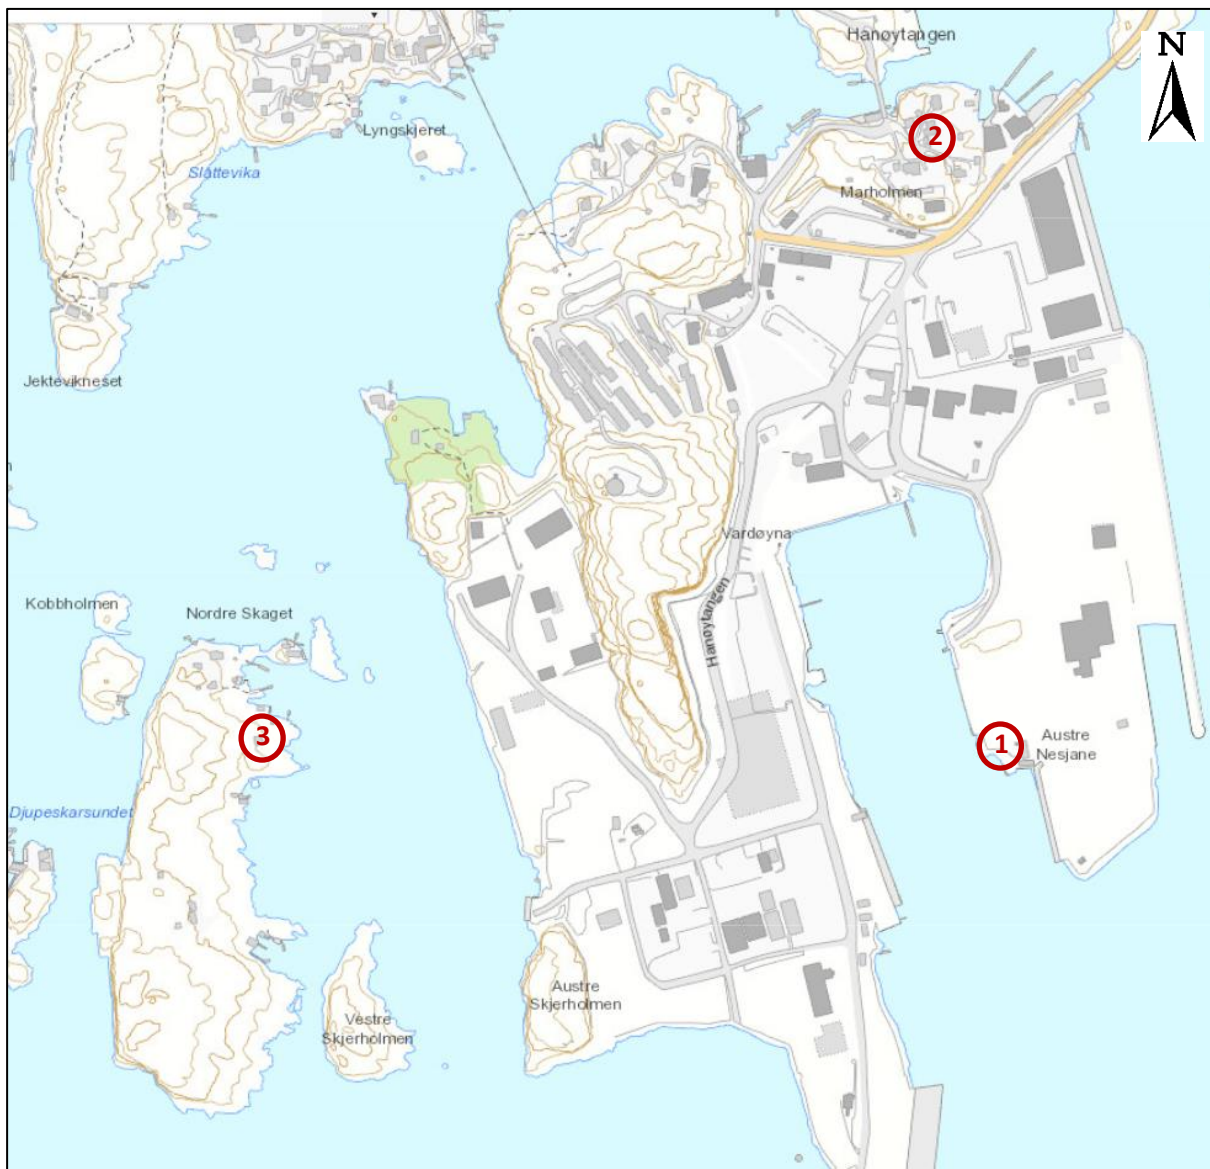 Hanøytangen
N
2
Lyngskjeret
Slåttevika
Marholmen
Jektevikneset
Vardøyna
Hanøytangen
Kobbholmen
Nordre Skaget
3
1
Austre
Nesjane
Djupeskarsundet
Austre
Skjerholmen
Vestre
Skjerholmen